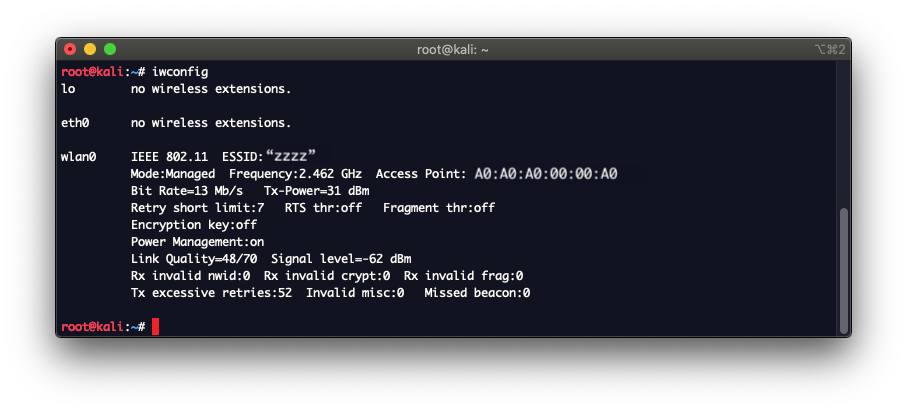 root@kali: ~
⌥⌘2
root@kali:~# iwconfig
lo        no wireless extensions.
eth0      no wireless extensions.
wlan0     IEEE 802.11  ESSID:“zzzz”
          Mode:Managed  Frequency:2.462 GHz  Access Point: A0:A0:A0:00:00:A0
          Bit Rate=13 Mb/s   Tx-Power=31 dBm
          Retry short limit:7   RTS thr:off   Fragment thr:off
          Encryption key:off
          Power Management:on
          Link Quality=48/70  Signal level=-62 dBm
          Rx invalid nwid:0  Rx invalid crypt:0  Rx invalid frag:0
          Tx excessive retries:52  Invalid misc:0   Missed beacon:0
root@kali:~#